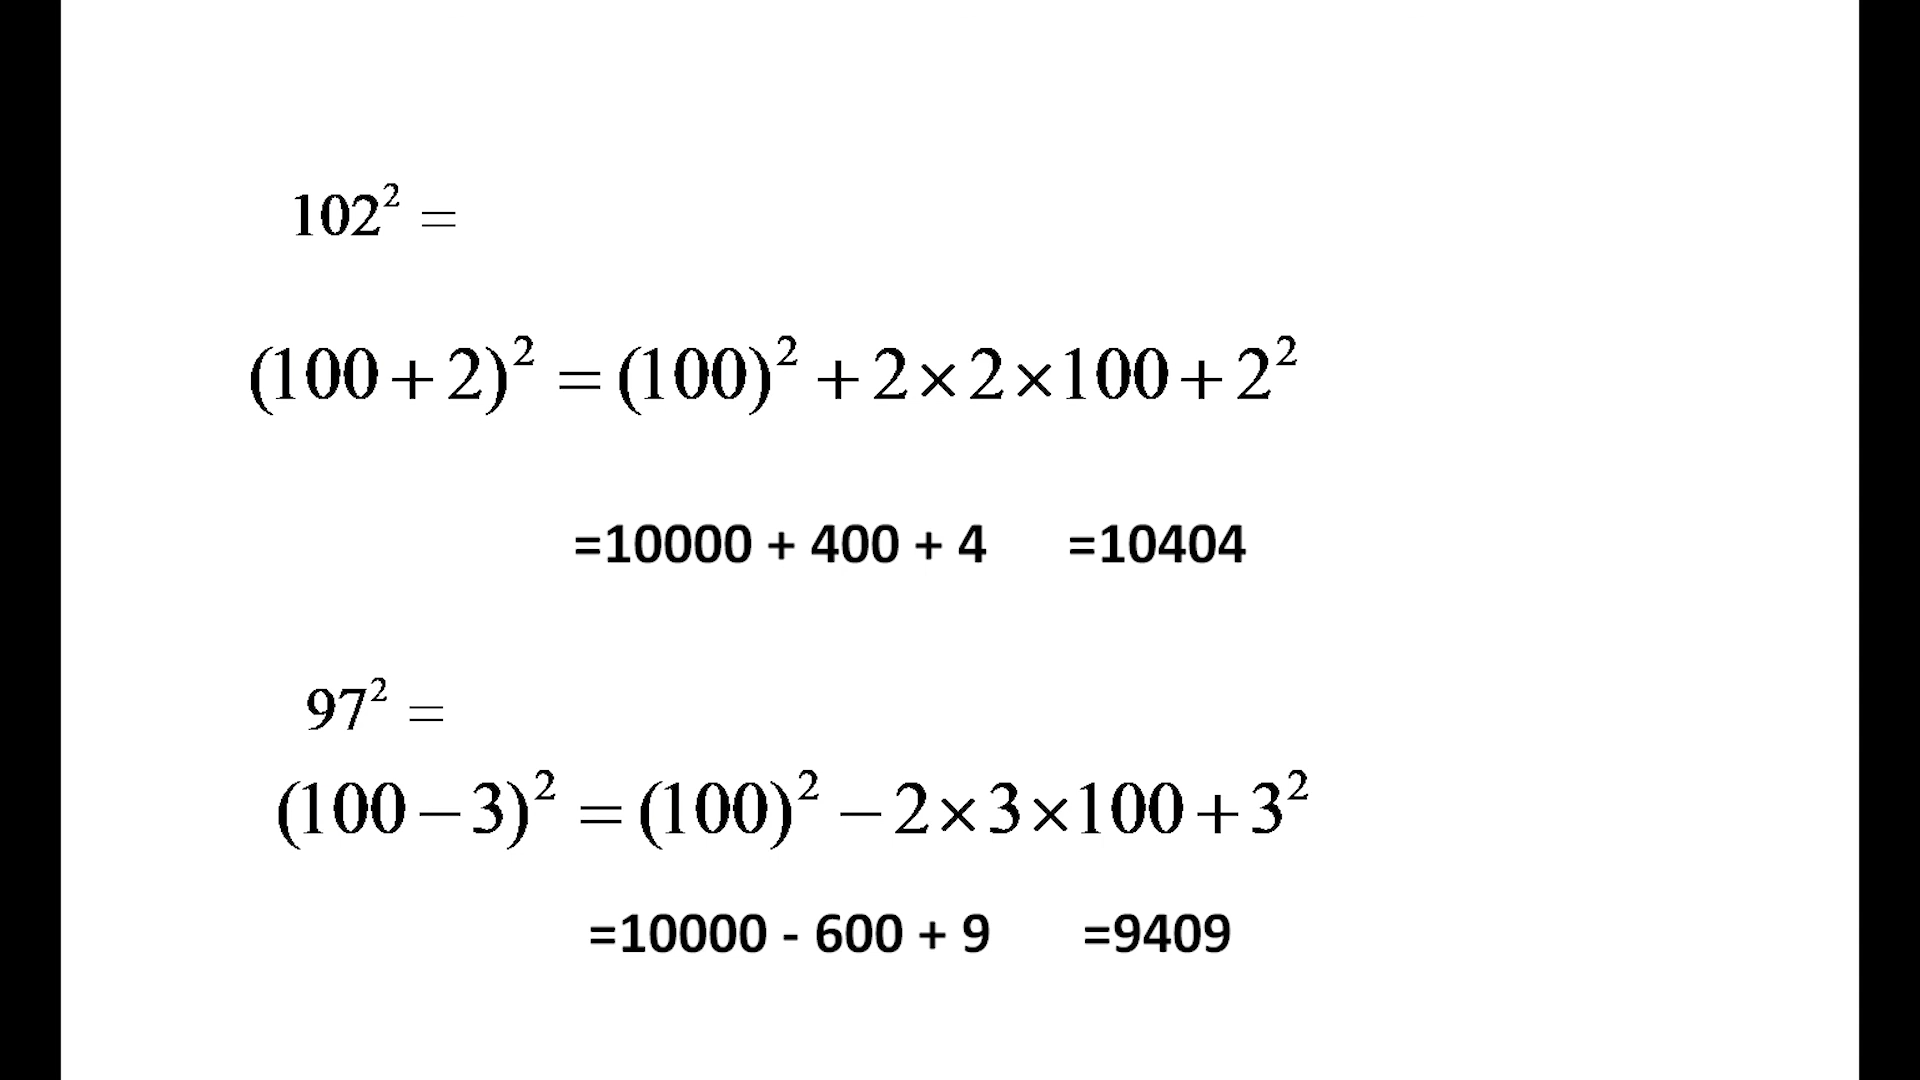 102² =
(100 + 2)² = (100)² + 2 × 2 × 100 + 2²
=10000 + 400 + 4 =10404
97² =
(100 − 3)² = (100)² − 2 × 3 × 100 + 3²
=10000 - 600 + 9 =9409